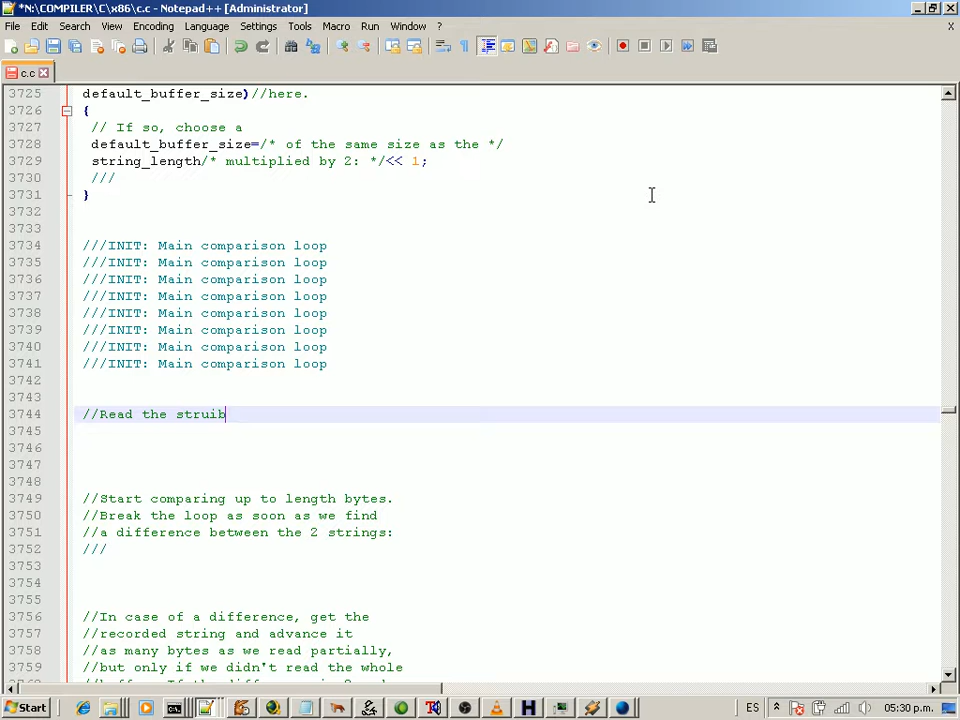 *N:\COMPILER\C\x86\c.c - Notepad++ [Administrator]
File Edit Search View Encoding Language Settings Tools Macro Run Window ? X
c.c
3725 default_buffer_size)//here.
3726 {
3727 // If so, choose a
3728 default_buffer_size=/* of the same size as the */
3729 string_length/* multiplied by 2: */<< 1;
3730 ///
3731 }
3732
3733
3734 ///INIT: Main comparison loop
3735 ///INIT: Main comparison loop
3736 ///INIT: Main comparison loop
3737 ///INIT: Main comparison loop
3738 ///INIT: Main comparison loop
3739 ///INIT: Main comparison loop
3740 ///INIT: Main comparison loop
3741 ///INIT: Main comparison loop
3742
3743
3744 //Read the struib
3745
3746
3747
3748
3749 //Start comparing up to length bytes.
3750 //Break the loop as soon as we find
3751 //a difference between the 2 strings:
3752 ///
3753
3754
3755
3756 //In case of a difference, get the
3757 //recorded string and advance it
3758 //as many bytes as we read partially,
3759 //but only if we didn't read the whole
Start ES 05:30 p.m.